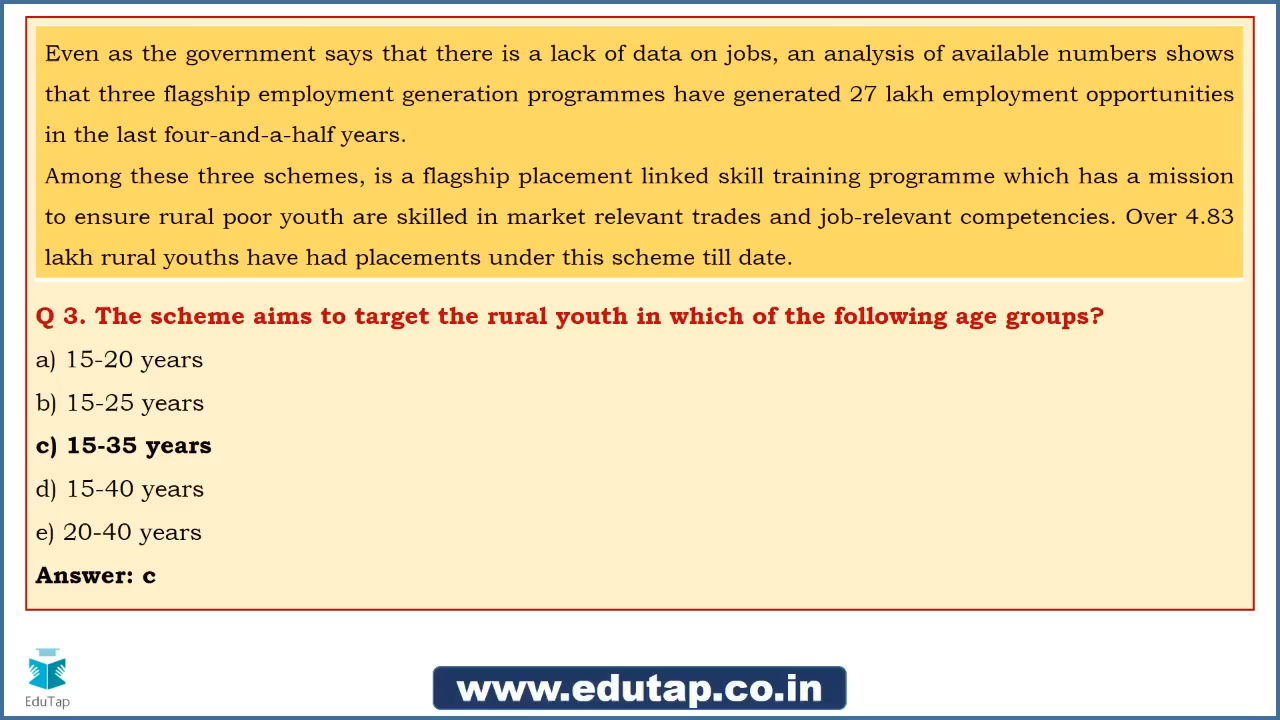 Even as the government says that there is a lack of data on jobs, an analysis of available numbers shows
that three flagship employment generation programmes have generated 27 lakh employment opportunities
in the last four-and-a-half years.
Among these three schemes, is a flagship placement linked skill training programme which has a mission
to ensure rural poor youth are skilled in market relevant trades and job-relevant competencies. Over 4.83
lakh rural youths have had placements under this scheme till date.
Q 3. The scheme aims to target the rural youth in which of the following age groups?
a) 15-20 years
b) 15-25 years
c) 15-35 years
d) 15-40 years
e) 20-40 years
Answer: c
EduTap
www.edutap.co.in